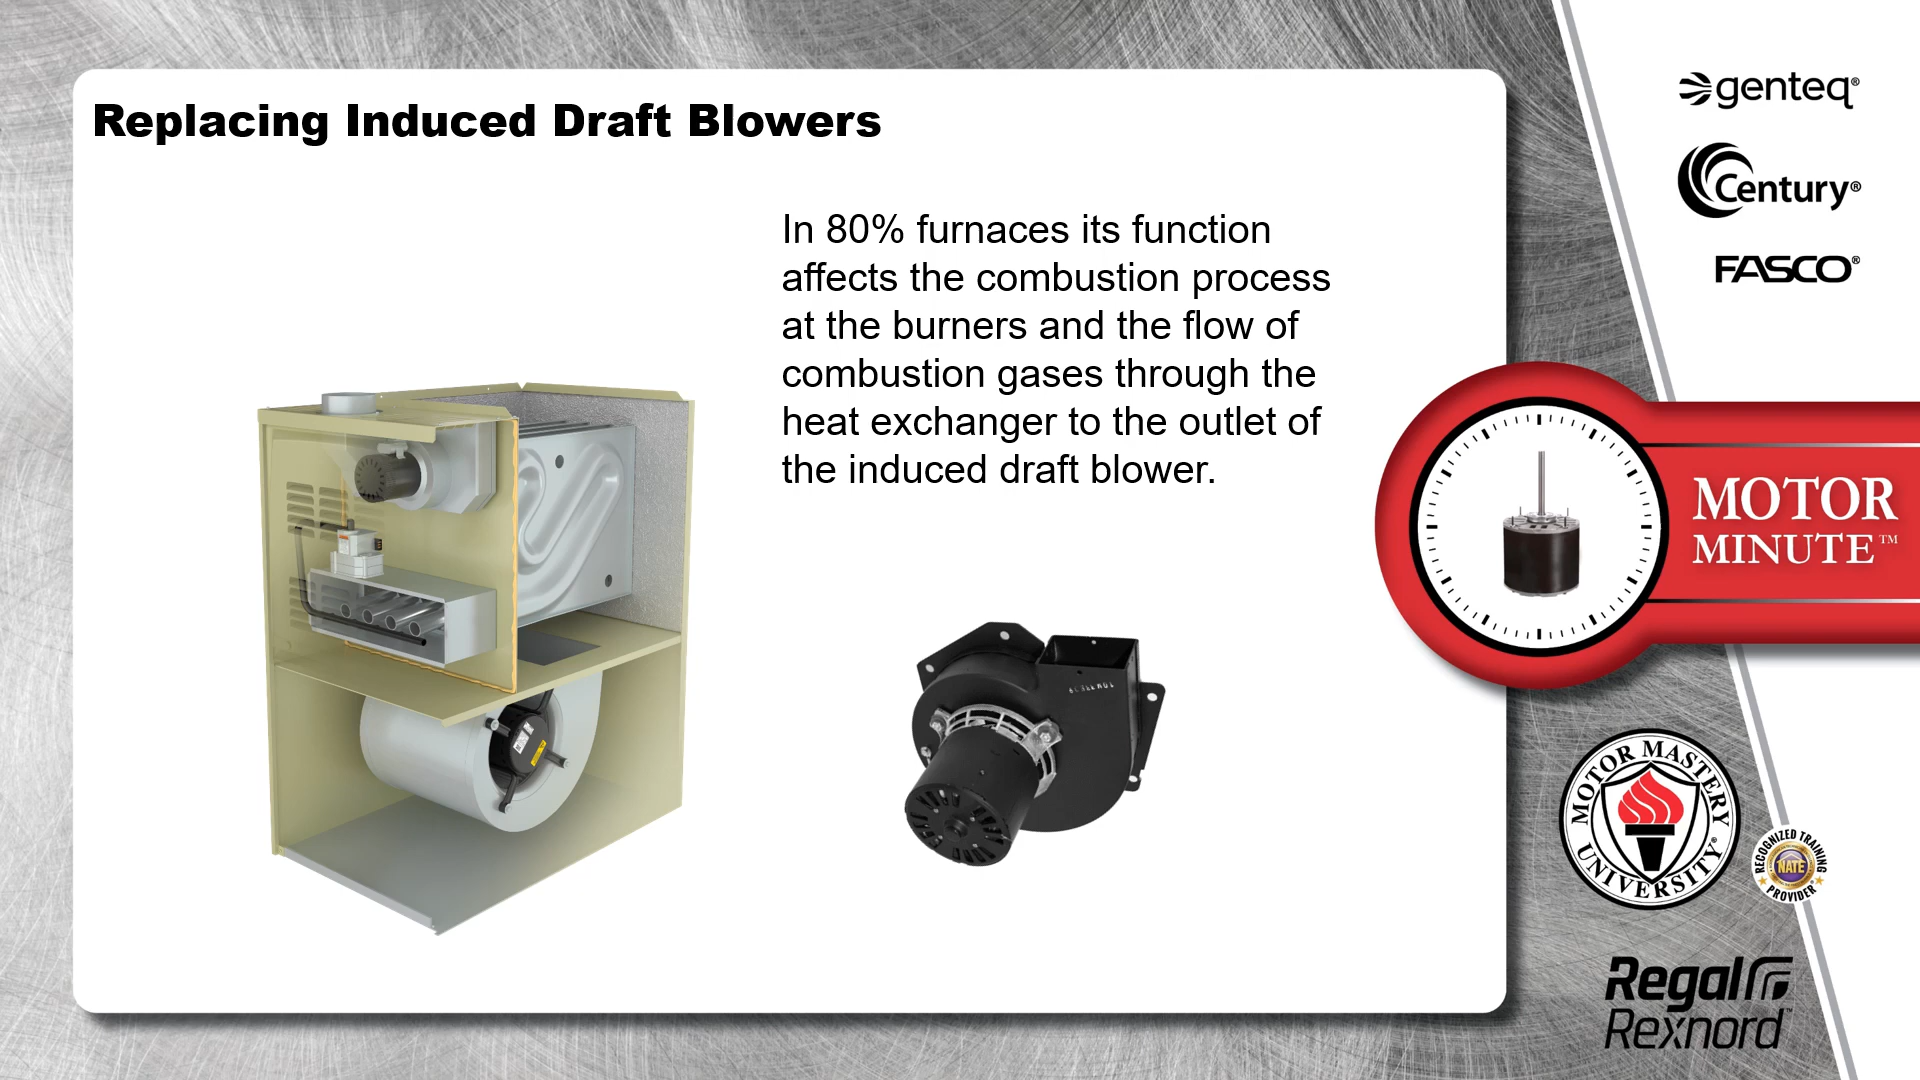 Replacing Induced Draft Blowers
In 80% furnaces its function
affects the combustion process
at the burners and the flow of
combustion gases through the
heat exchanger to the outlet of
the induced draft blower.
genteq®
Century®
FASCO®
MOTOR
MINUTE™
MOTOR MASTERY
UNIVERSITY®
RECOGNIZED TRAINING
NATE
PROVIDER
Regal
Rexnord™